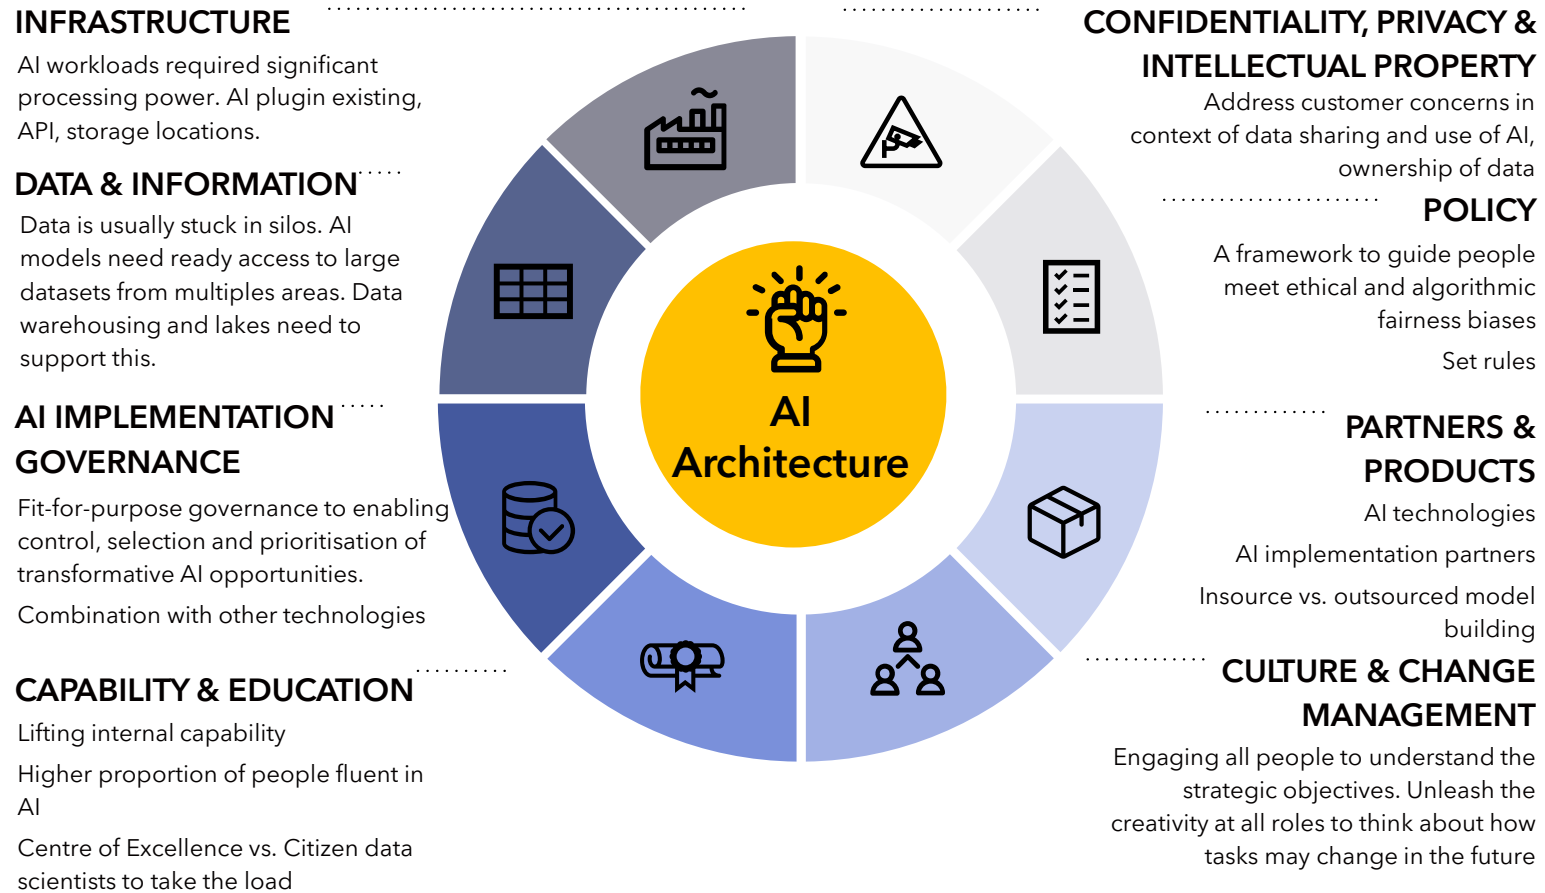 INFRASTRUCTURE
AI workloads required significant
processing power. AI plugin existing,
API, storage locations.
DATA & INFORMATION
Data is usually stuck in silos. AI
models need ready access to large
datasets from multiples areas. Data
warehousing and lakes need to
support this.
AI IMPLEMENTATION
GOVERNANCE
Fit-for-purpose governance to enabling
control, selection and prioritisation of
transformative AI opportunities.
Combination with other technologies
CAPABILITY & EDUCATION
Lifting internal capability
Higher proportion of people fluent in
AI
Centre of Excellence vs. Citizen data
scientists to take the load
AI
Architecture
CONFIDENTIALITY, PRIVACY &
INTELLECTUAL PROPERTY
Address customer concerns in
context of data sharing and use of AI,
ownership of data
POLICY
A framework to guide people
meet ethical and algorithmic
fairness biases
Set rules
PARTNERS &
PRODUCTS
AI technologies
AI implementation partners
Insource vs. outsourced model
building
CULTURE & CHANGE
MANAGEMENT
Engaging all people to understand the
strategic objectives. Unleash the
creativity at all roles to think about how
tasks may change in the future